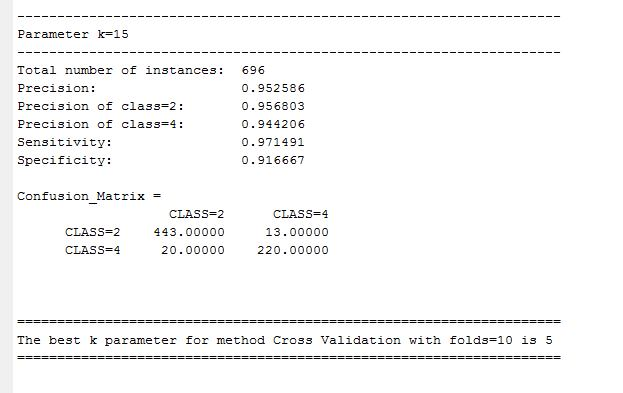 Parameter k=15
Total number of instances: 696
Precision: 0.952586
Precision of class=2: 0.956803
Precision of class=4: 0.944206
Sensitivity: 0.971491
Specificity: 0.916667
Confusion_Matrix =
CLASS=2 CLASS=4
CLASS=2 443.00000 13.00000
CLASS=4 20.00000 220.00000
The best k parameter for method Cross Validation with folds=10 is 5